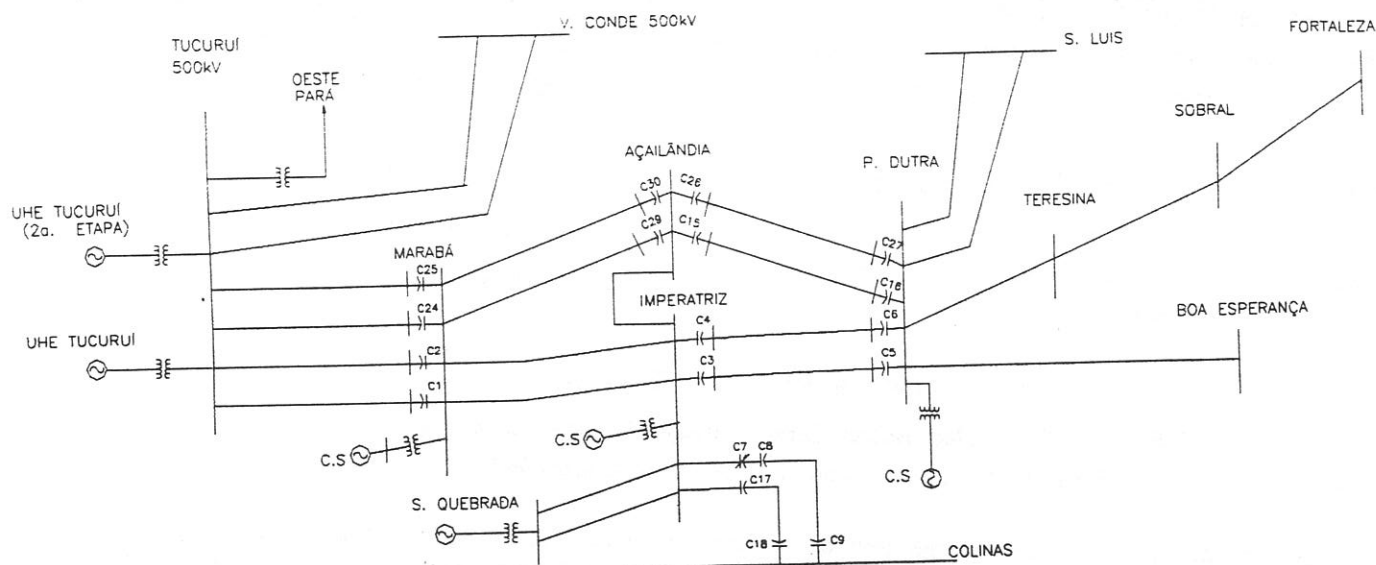 V. CONDE 500kV
TUCURUÍ
500kV
OESTE
PARÁ
S. LUIS
FORTALEZA
SOBRAL
AÇAILÂNDIA
P. DUTRA
TERESINA
UHE TUCURUÍ
(2a. ETAPA)
MARABÁ
C30
C26
C29
C15
C27
C16
C25
C24
IMPERATRIZ
C4
C6
BOA ESPERANÇA
UHE TUCURUÍ
C2
C3
C5
C1
C.S
C.S
C.S
C7
C8
C17
S. QUEBRADA
C18
C9
COLINAS